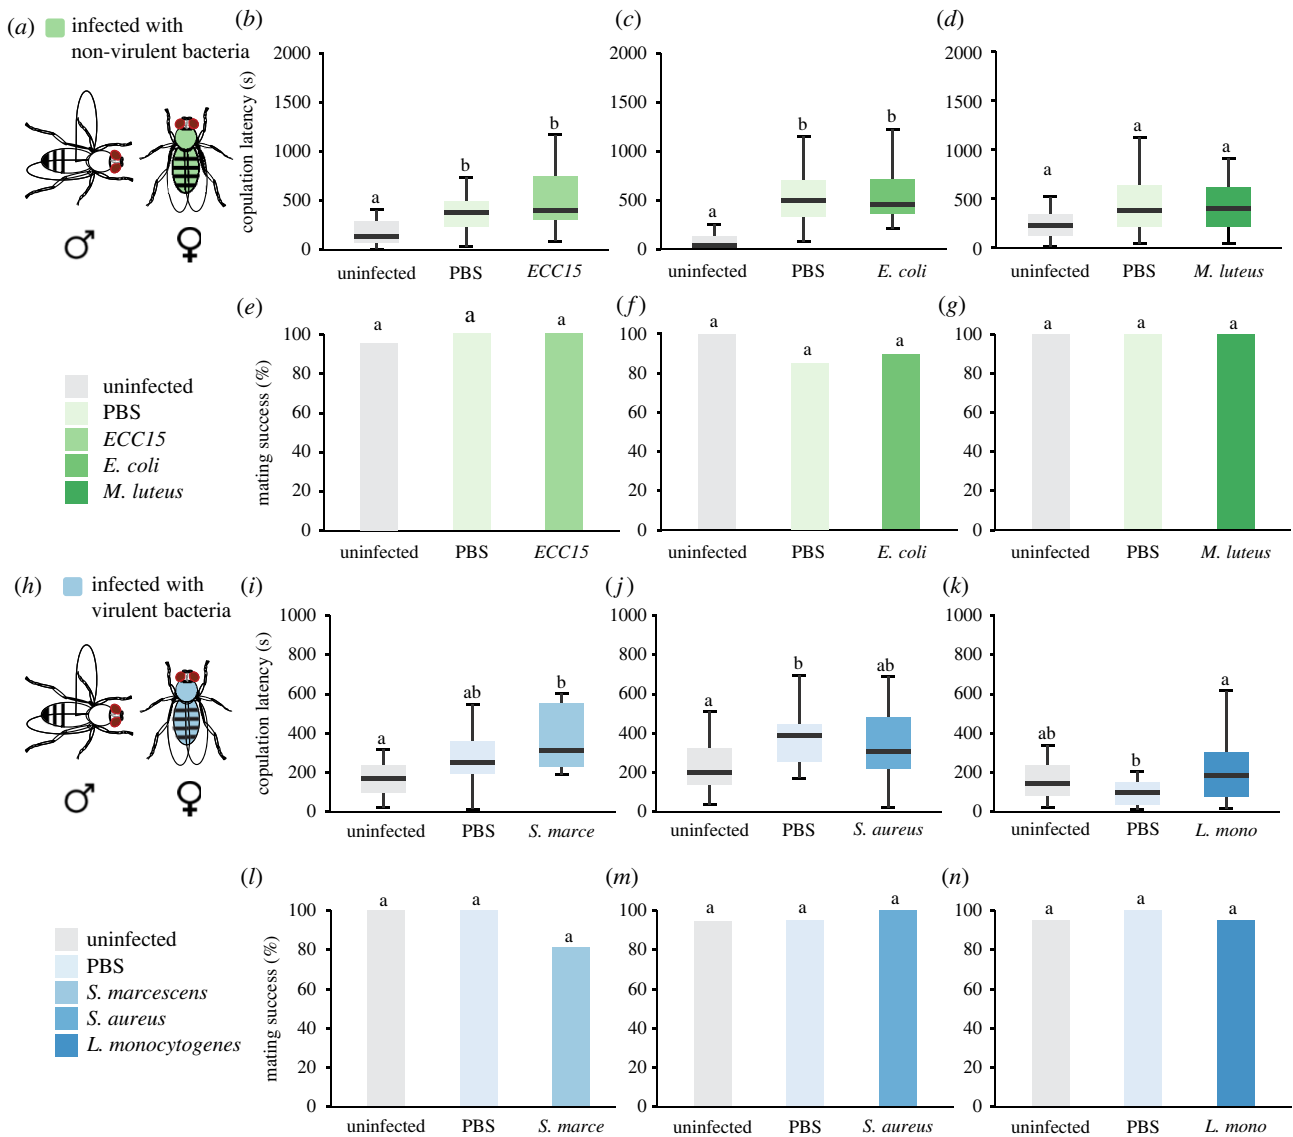 (a) infected with
non-virulent bacteria
♂ ♀
(b)
copulation latency (s)
2000
1500
1000
500
0
a b b
uninfected PBS ECC15
(c)
2000
1500
1000
500
0
a b b
uninfected PBS E. coli
(d)
2000
1500
1000
500
0
a a a
uninfected PBS M. luteus
uninfected
PBS
ECC15
E. coli
M. luteus
(e)
mating success (%)
100
80
60
40
20
0
a a a
uninfected PBS ECC15
(f)
100
80
60
40
20
0
a a a
uninfected PBS E. coli
(g)
100
80
60
40
20
0
a a a
uninfected PBS M. luteus
(h) infected with
virulent bacteria
♂ ♀
(i)
copulation latency (s)
1000
800
600
400
200
0
a ab b
uninfected PBS S. marce
(j)
1000
800
600
400
200
0
a b ab
uninfected PBS S. aureus
(k)
1000
800
600
400
200
0
ab b a
uninfected PBS L. mono
uninfected
PBS
S. marcescens
S. aureus
L. monocytogenes
(l)
mating success (%)
100
80
60
40
20
0
a a a
uninfected PBS S. marce
(m)
100
80
60
40
20
0
a a a
uninfected PBS S. aureus
(n)
100
80
60
40
20
0
a a a
uninfected PBS L. mono